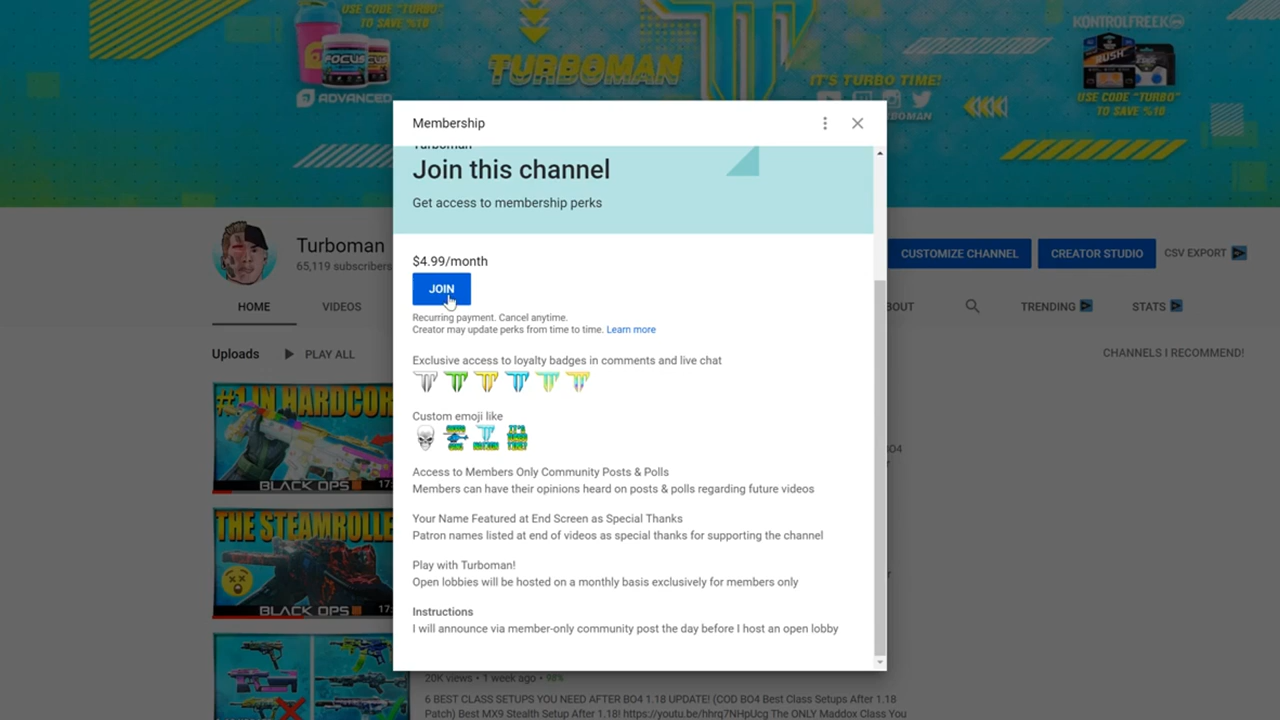 USE CODE "TURBO"
TO SAVE %10
FOCUS
ADVANCED
TURBOMAN
IT'S TURBO TIME!
KONTROLFREEK
RUSH
USE CODE "TURBO"
TO SAVE %10
Membership
Turboman
Join this channel
Get access to membership perks
Turboman
65,119 subscribers
$4.99/month
JOIN
CUSTOMIZE CHANNEL
CREATOR STUDIO
CSV EXPORT
HOME
VIDEOS
BOUT
TRENDING
STATS
Recurring payment. Cancel anytime.
Creator may update perks from time to time. Learn more
Uploads
PLAY ALL
CHANNELS I RECOMMEND!
Exclusive access to loyalty badges in comments and live chat
#1 IN HARDCOR
BLACK OPS
17:
Custom emoji like
Access to Members Only Community Posts & Polls
Members can have their opinions heard on posts & polls regarding future videos
THE STEAMROLLE
BLACK OPS
17:
Your Name Featured at End Screen as Special Thanks
Patron names listed at end of videos as special thanks for supporting the channel
Play with Turboman!
Open lobbies will be hosted on a monthly basis exclusively for members only
Instructions
I will announce via member-only community post the day before I host an open lobby
20K views • 1 week ago • 98%
6 BEST CLASS SETUPS YOU NEED AFTER BO4 1.18 UPDATE! (COD BO4 Best Class Setups After 1.18
Patch) Best MX9 Stealth Setup After 1.18! https://youtu.be/hhrq7NHpUcg The ONLY Maddox Class You